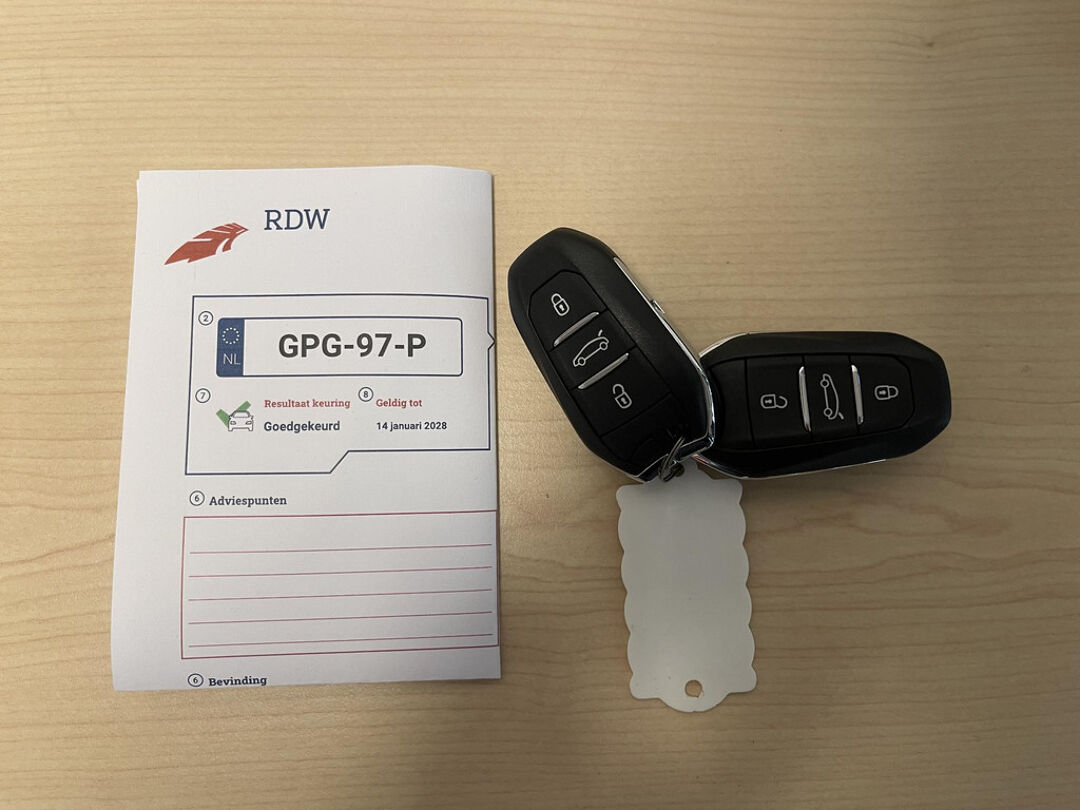 RDW
2
NL
GPG-97-P
7
Resultaat keuring
Goedgekeurd
8
Geldig tot
14 januari 2028
6 Adviespunten
6 Bevinding